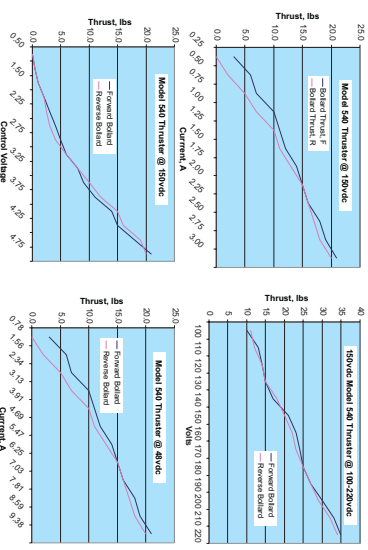 Model 540 Thruster @ 150vdc
Thrust, lbs
25.0
20.0
15.0
10.0
5.0
0.0
Bollard Thrust, F
Bollard Thrust, R
0.25 0.50 0.75 1.00 1.25 1.50 1.75 2.00 2.25 2.50 2.75 3.00
Currrent, A
150vdc Model 540 Thruster @ 100-220vdc
Thrust, lbs
40
35
30
25
20
15
10
5
0
Forward Bollard
Reverse Bollard
100 110 120 130 140 150 160 170 180 190 200 210 220
Volts
Model 540 Thruster @ 150vdc
Thrust, lbs
25.0
20.0
15.0
10.0
5.0
0.0
Forward Bollard
Reverse Bollard
0.50 1.50 2.25 2.75 3.25 3.75 4.25 4.75
Control Voltage
Model 540 Thruster @ 48vdc
Thrust, lbs
25.0
20.0
15.0
10.0
5.0
0.0
Forward Bollard
Reverse Bollard
0.78 1.56 2.34 3.13 3.91 4.69 5.47 6.25 7.03 7.81 8.59 9.38
Currrent, A